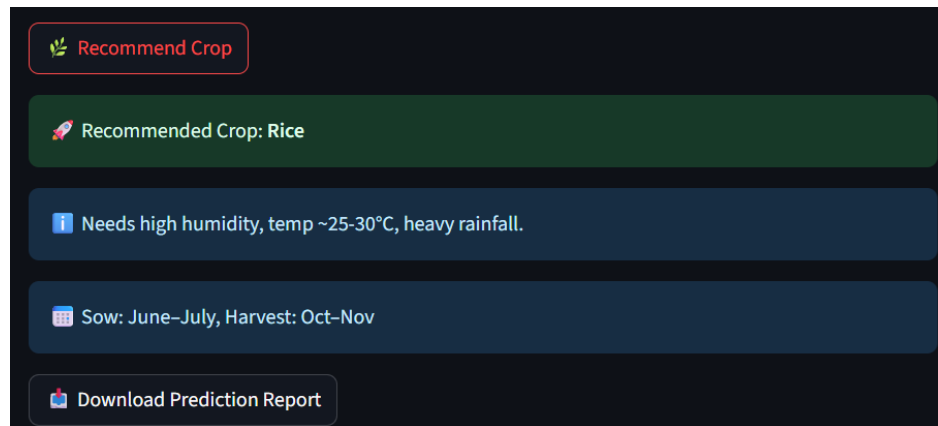 Recommend Crop
Recommended Crop: Rice
Needs high humidity, temp ~25-30°C, heavy rainfall.
Sow: June–July, Harvest: Oct–Nov
Download Prediction Report